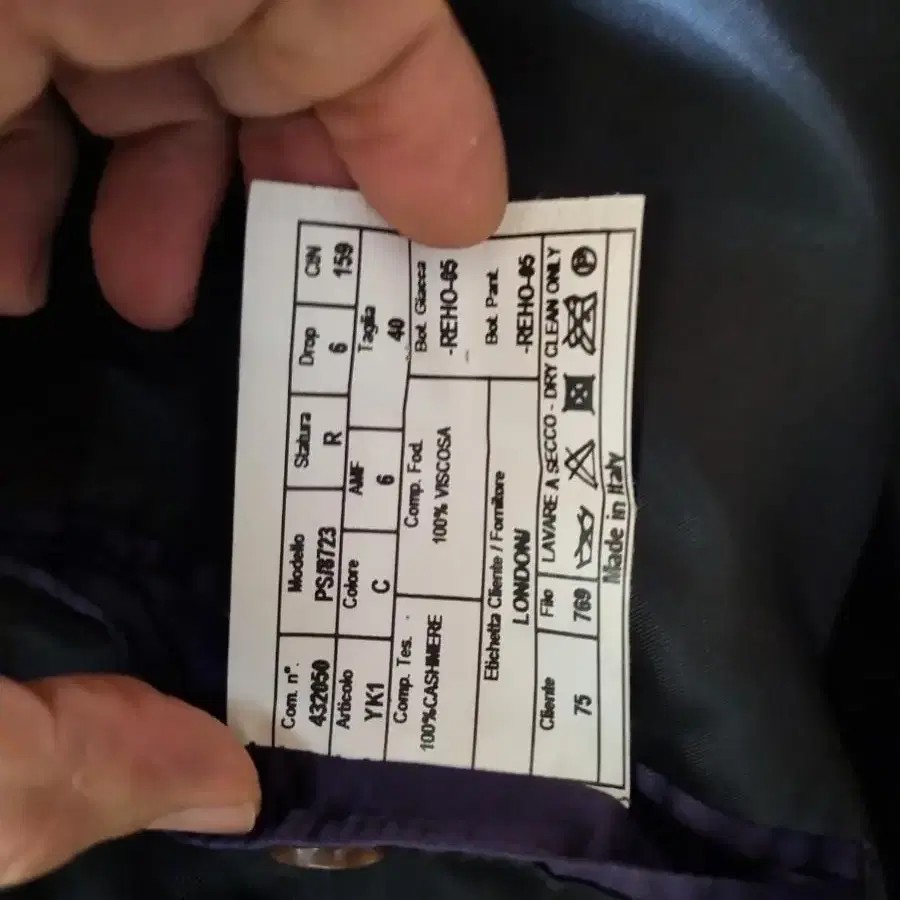 Com. n°. Modello Statura Drop CIN
432050 PS/8723 R 6 159
Articolo Colore AMF Taglia
YK1 C 6 40
Comp. Tes. Comp. Fod. Bot. Giacca
100%CASHMERE 100% VISCOSA -REHO-05
Etichetta Cliente / Fornitore Bot. Pant.
LONDON/ -REHO-05
Cliente Filo LAVARE A SECCO - DRY CLEAN ONLY
75 769 P
Made in Italy